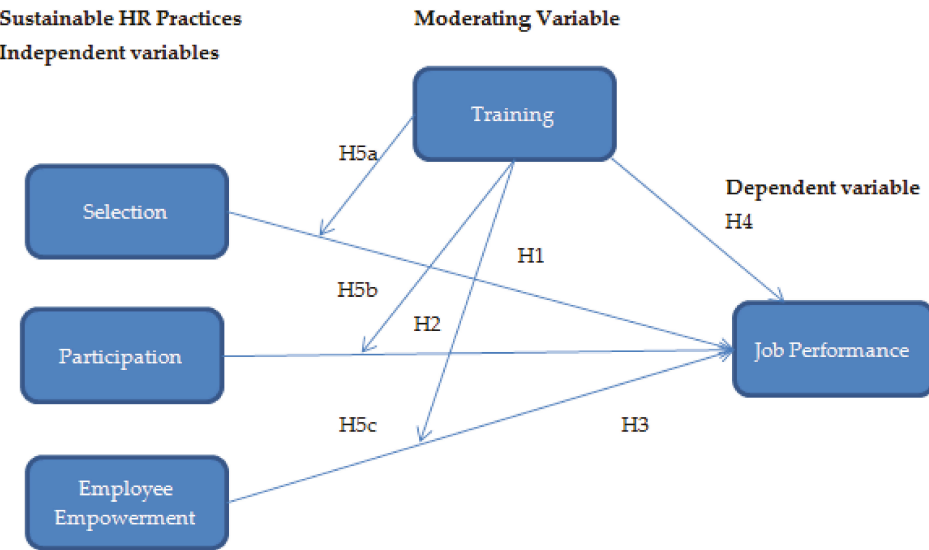 Sustainable HR Practices
Independent variables
Moderating Variable
Training
H5a
Selection
Dependent variable
H4
H1
H5b
H2
Participation
Job Performance
H5c
H3
Employee
Empowerment